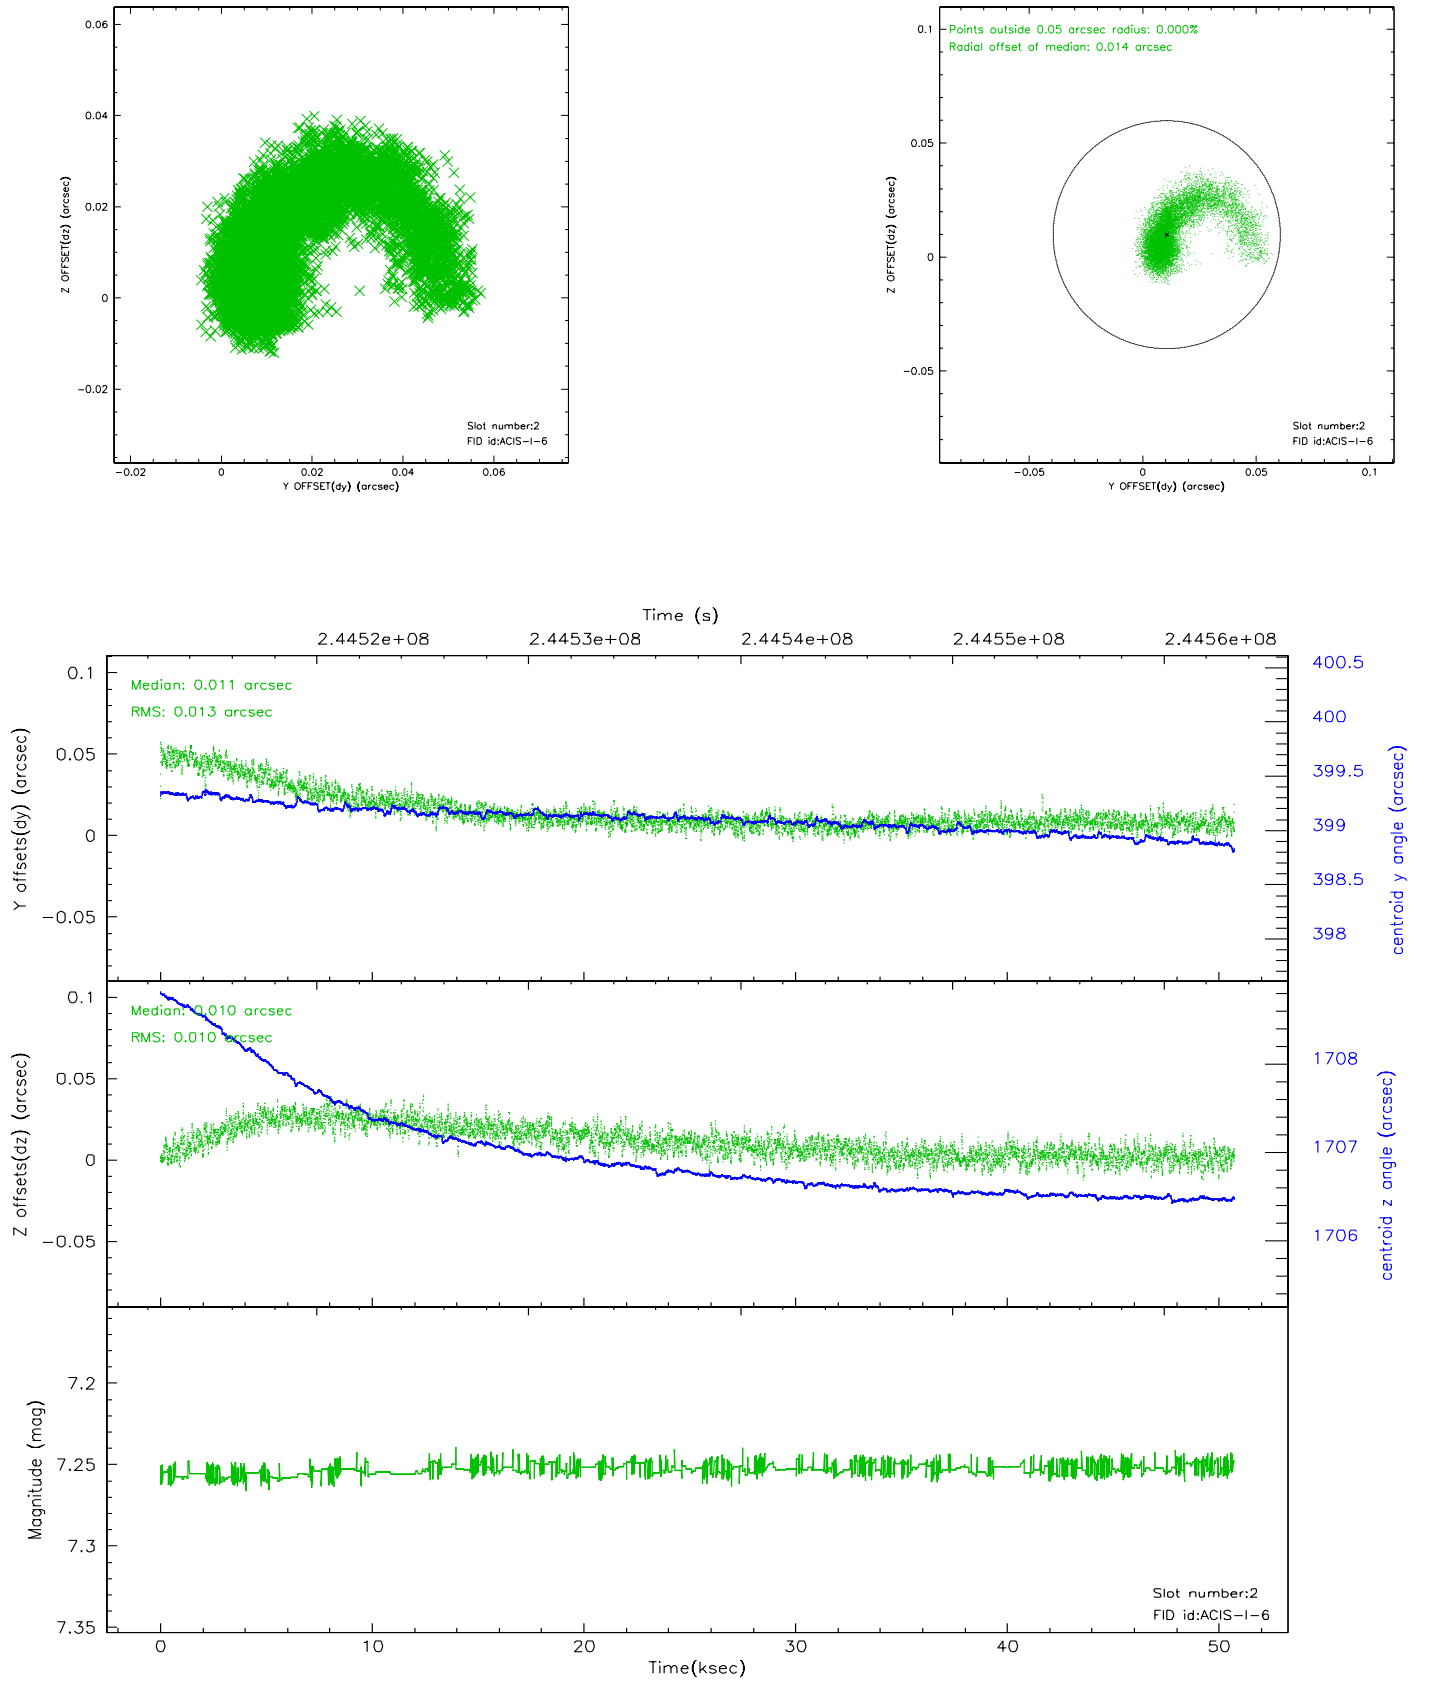 0.06
0.04
0.02
0
−0.02
Z OFFSET(dz) (arcsec)
Slot number:2
FID id:ACIS−I−6
−0.02
0
0.02
0.04
0.06
Y OFFSET(dy) (arcsec)
0.1
0.05
0
−0.05
Z OFFSET(dz) (arcsec)
Points outside 0.05 arcsec radius: 0.000%
Radial offset of median: 0.014 arcsec
Slot number:2
FID id:ACIS−I−6
−0.05
0
0.05
0.1
Y OFFSET(dy) (arcsec)
Time (s)
2.4452e+08
2.4453e+08
2.4454e+08
2.4455e+08
2.4456e+08
0.1
0.05
0
−0.05
Y offsets(dy) (arcsec)
Median: 0.011 arcsec
RMS: 0.013 arcsec
400.5
400
399.5
399
398.5
398
centroid y angle (arcsec)
0.1
0.05
0
−0.05
Z offsets(dz) (arcsec)
Median: 0.010 arcsec
RMS: 0.010 arcsec
1708
1707
1706
centroid z angle (arcsec)
7.2
7.25
7.3
7.35
Magnitude (mag)
Slot number:2
FID id:ACIS−I−6
0
10
20
30
40
50
Time(ksec)